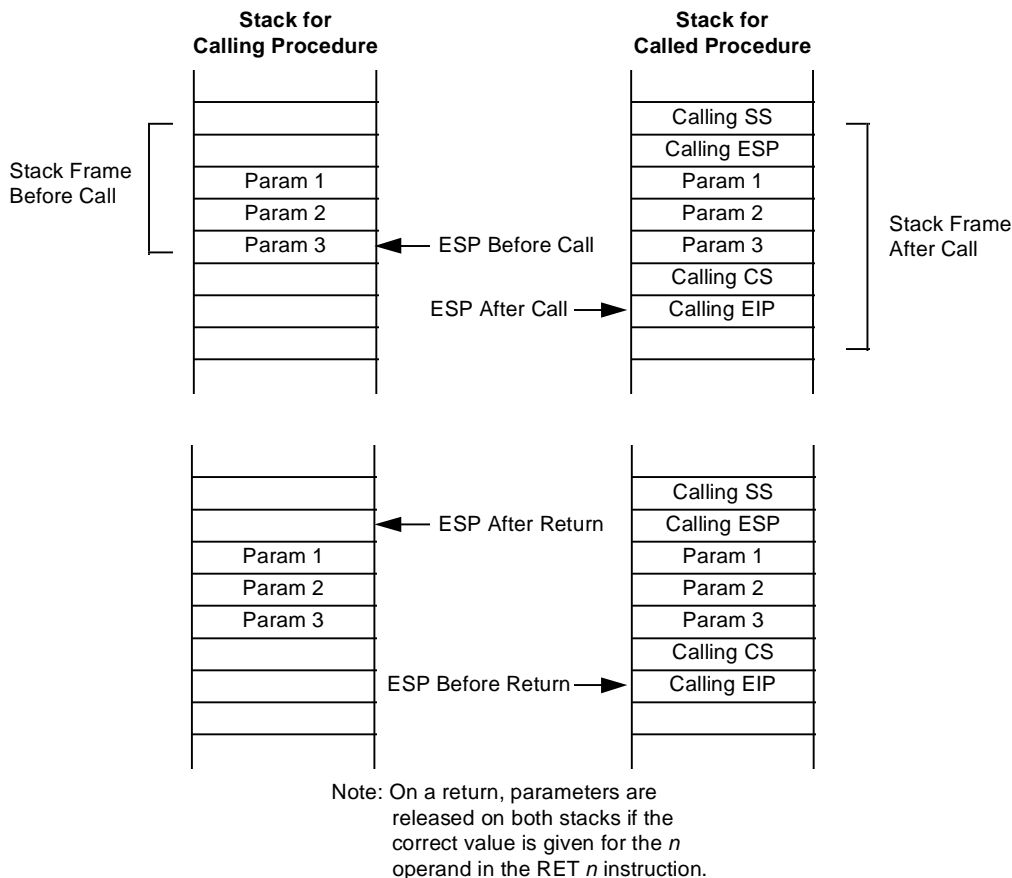 Stack for
Calling Procedure
Stack for
Called Procedure
Stack Frame
Before Call
Param 1
Param 2
Param 3
ESP Before Call
ESP After Call
Calling SS
Calling ESP
Param 1
Param 2
Param 3
Calling CS
Calling EIP
Stack Frame
After Call
ESP After Return
Param 1
Param 2
Param 3
ESP Before Return
Calling SS
Calling ESP
Param 1
Param 2
Param 3
Calling CS
Calling EIP
Note: On a return, parameters are
released on both stacks if the
correct value is given for the n
operand in the RET n instruction.